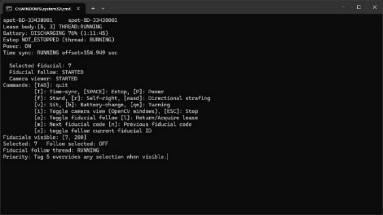 C:\WINDOWS\system32\cmd.
spot-BD-33430001 spot-BD-33430001
Lease body:[5, 3] THREAD:RUNNING
Battery: DISCHARGING 76% (1:11:45)
Estop NOT_ESTOPPED (thread: RUNNING)
Power: ON
Time sync: RUNNING offset=154.949 sec
Selected fiducial: 7
Fiducial follow: STARTED
Camera viewer: STARTED
Commands: [TAB]: quit
[T]: Time-sync, [SPACE]: Estop, [P]: Power
[f]: Stand, [r]: Self-right, [wasd]: Directional strafing
[v]: Sit, [b]: Battery-change, [qe]: Turning
[i]: Toggle camera view (OpenCV windows), [ESC]: Stop
[o]: Toggle fiducial follow [l]: Return/Acquire lease
[m]: Next fiducial code [n]: Previous fiducial code
toggle follow current fiducial ID
Fiducials visible: [7, 200]
Selected: 7 Follow selected: OFF
Fiducial follow thread: RUNNING
Priority: Tag 5 overrides any selection when visible.